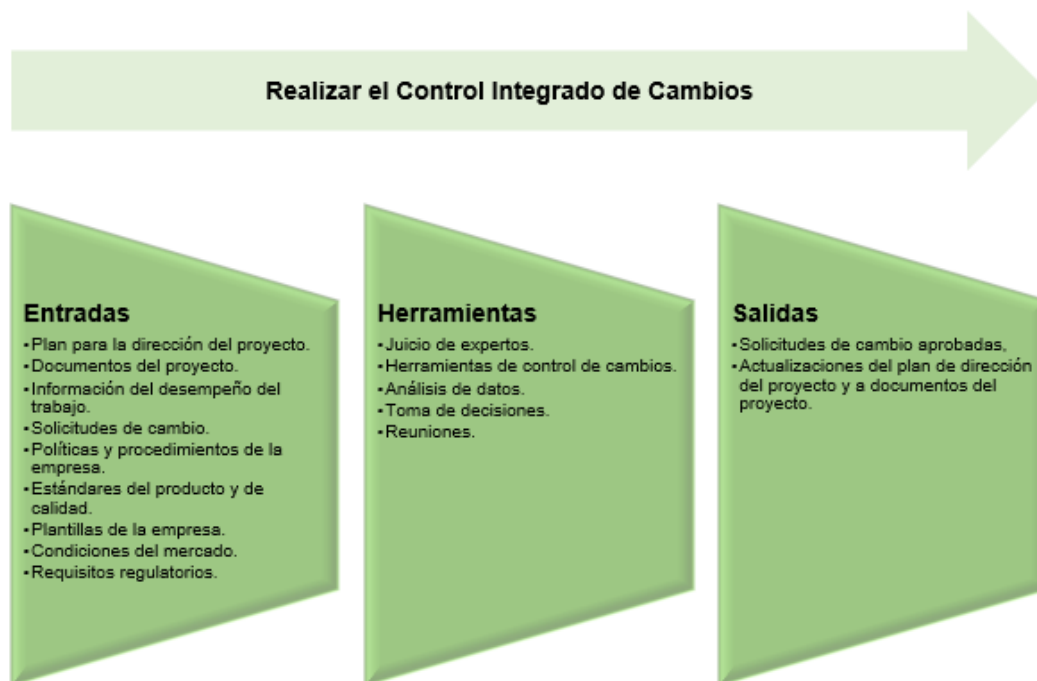 Realizar el Control Integrado de Cambios
Entradas
▪Plan para la dirección del proyecto.
▪Documentos del proyecto.
▪Información del desempeño del
trabajo.
▪Solicitudes de cambio.
▪Políticas y procedimientos de la
empresa.
▪Estándares del producto y de
calidad.
▪Plantillas de la empresa.
▪Condiciones del mercado.
▪Requisitos regulatorios.
Herramientas
▪Juicio de expertos.
▪Herramientas de control de cambios.
▪Análisis de datos.
▪Toma de decisiones.
▪Reuniones.
Salidas
▪Solicitudes de cambio aprobadas,
▪Actualizaciones del plan de dirección
del proyecto y a documentos del
proyecto.